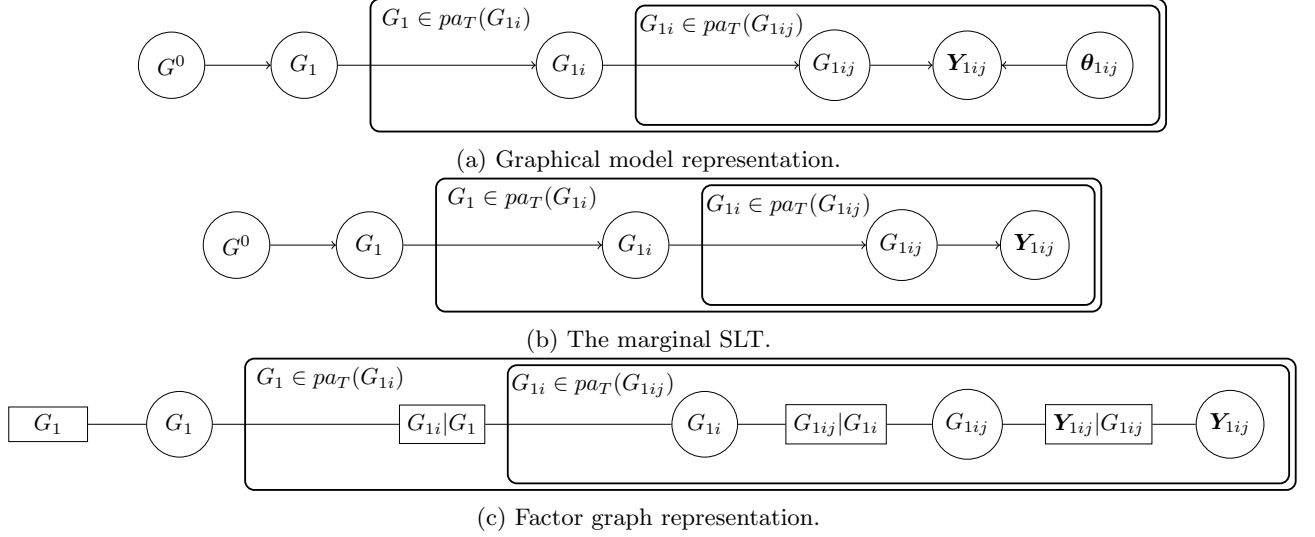 G_1 ∈ pa_T(G_{1i})
G_{1i} ∈ pa_T(G_{1ij})
G^0 G_1 G_{1i} G_{1ij} Y_{1ij} θ_{1ij}
(a) Graphical model representation.
G_1 ∈ pa_T(G_{1i})
G_{1i} ∈ pa_T(G_{1ij})
G^0 G_1 G_{1i} G_{1ij} Y_{1ij}
(b) The marginal SLT.
G_1 ∈ pa_T(G_{1i})
G_{1i} ∈ pa_T(G_{1ij})
G_1 G_1 G_{1i}|G_1 G_{1i} G_{1ij}|G_{1i} G_{1ij} Y_{1ij}|G_{1ij} Y_{1ij}
(c) Factor graph representation.